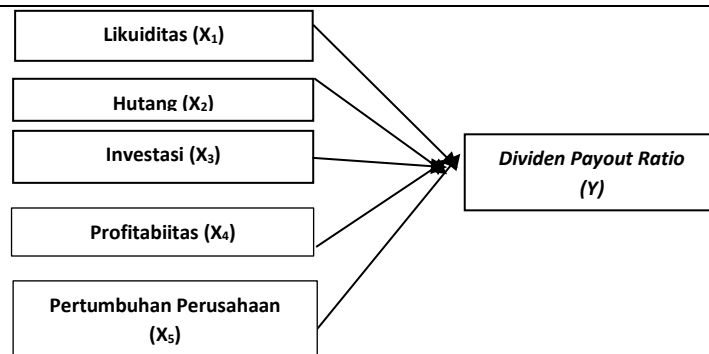 Likuiditas (X₁)
Hutang (X₂)
Investasi (X₃)
Dividen Payout Ratio
(Y)
Profitabiitas (X₄)
Pertumbuhan Perusahaan
(X₅)